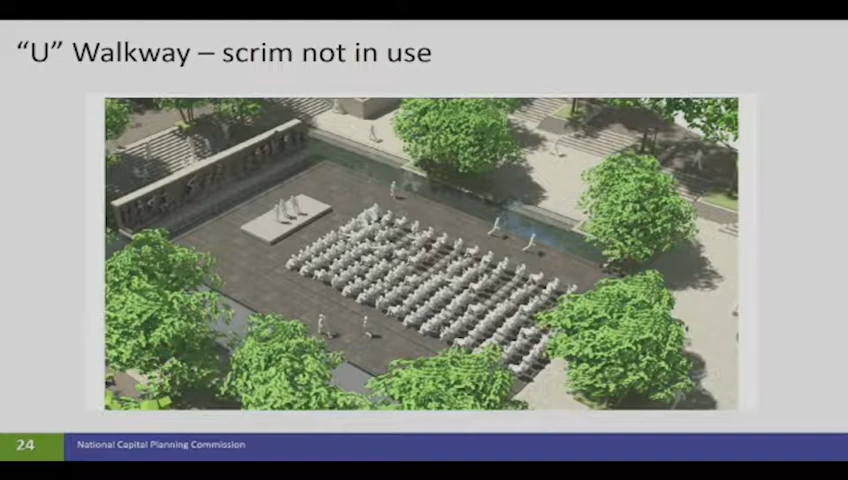 “U” Walkway – scrim not in use
24
National Capital Planning Commission